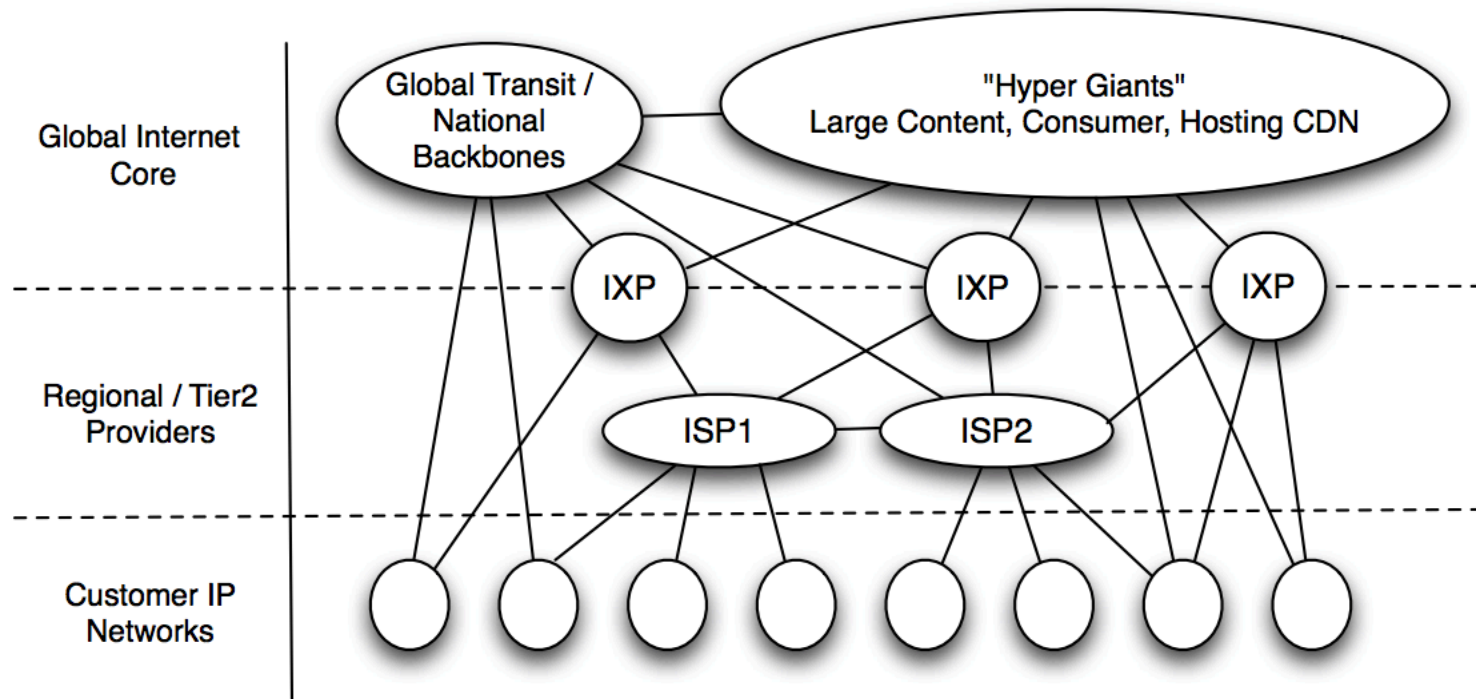 Global Transit /
National
Backbones
"Hyper Giants"
Large Content, Consumer, Hosting CDN
Global Internet
Core
IXP
IXP
IXP
Regional / Tier2
Providers
ISP1
ISP2
Customer IP
Networks